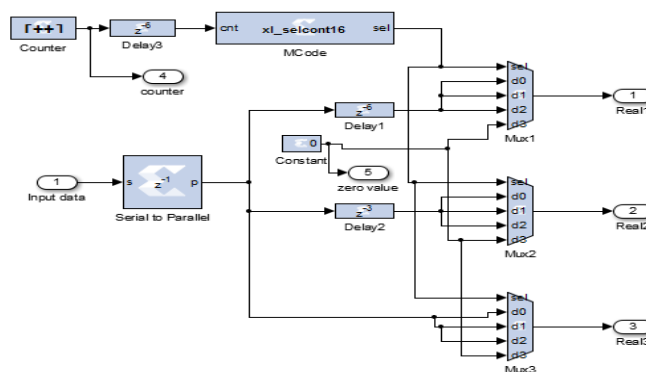 ++
z-6
cnt xl_selcont16 sel
Counter
Delay3
MCode
4
counter
sel
d0
d1
d2
d3
1
Real1
Mux1
z-6
Delay1
0
Constant
5
zero value
1
Input data
s z-1 p
Serial to Parallel
z-3
Delay2
sel
d0
d1
d2
d3
2
Real2
Mux2
sel
d0
d1
d2
d3
3
Real3
Mux3